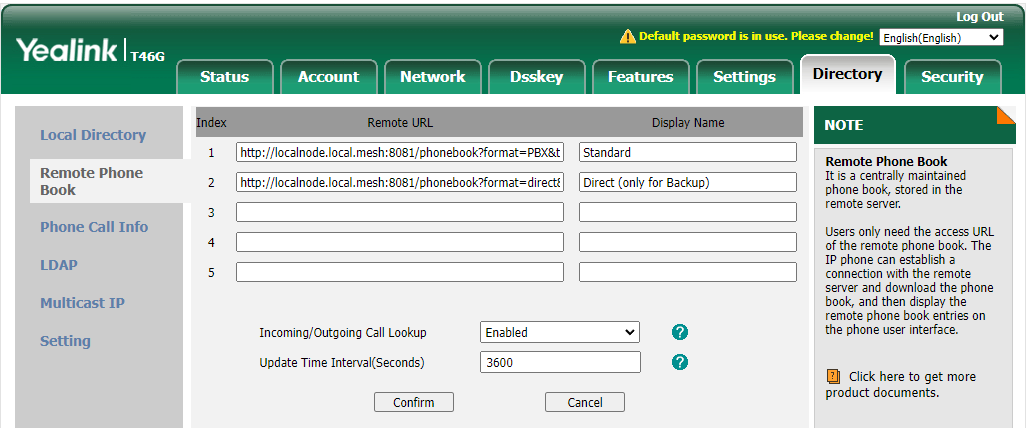 Log Out
Yealink | T46G
Default password is in use. Please change! English(English)
Status Account Network Dsskey Features Settings Directory Security
Local Directory
Remote Phone
Book
Phone Call Info
LDAP
Multicast IP
Setting
Index Remote URL Display Name
1 http://localnode.local.mesh:8081/phonebook?format=PBX&t Standard
2 http://localnode.local.mesh:8081/phonebook?format=direct& Direct (only for Backup)
3
4
5
Incoming/Outgoing Call Lookup Enabled ?
Update Time Interval(Seconds) 3600 ?
Confirm Cancel
NOTE
Remote Phone Book
It is a centrally maintained
phone book, stored in the
remote server.
Users only need the access URL
of the remote phone book. The
IP phone can establish a
connection with the remote
server and download the phone
book, and then display the
remote phone book entries on
the phone user interface.
? Click here to get more
product documents.